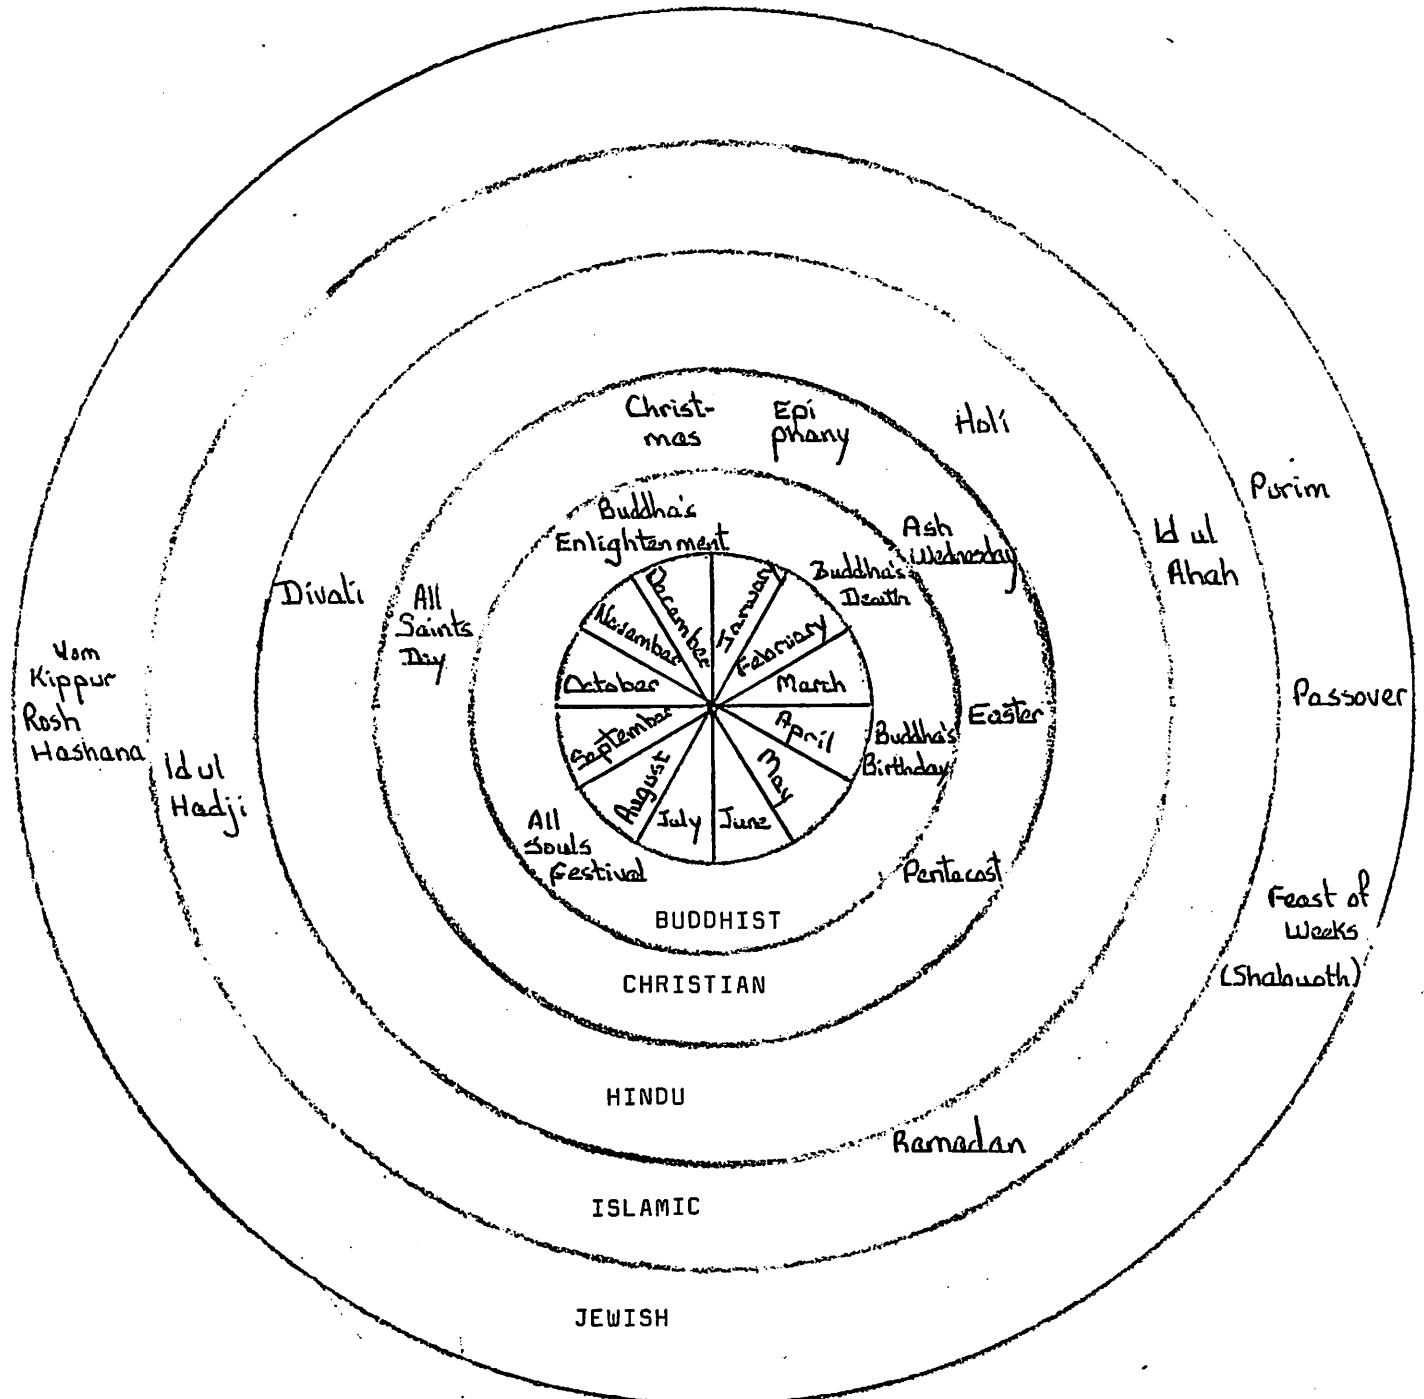 Christ-
mas
Epi
phany
Holi
Purim
Buddha's
Enlightenment
Ash
Wednesday
Id ul
Ahah
Buddha's
Death
Divali
All
Saints
Day
December
January
November
February
Yom
Kippur
Rosh
Hashana
October
March
Passover
Easter
September
April
Buddha's
Birthday
Id ul
Hadji
August
May
July
June
All
Souls
Festival
Pentecost
Feast of
Weeks
(Shabuoth)
BUDDHIST
CHRISTIAN
HINDU
Ramadan
ISLAMIC
JEWISH